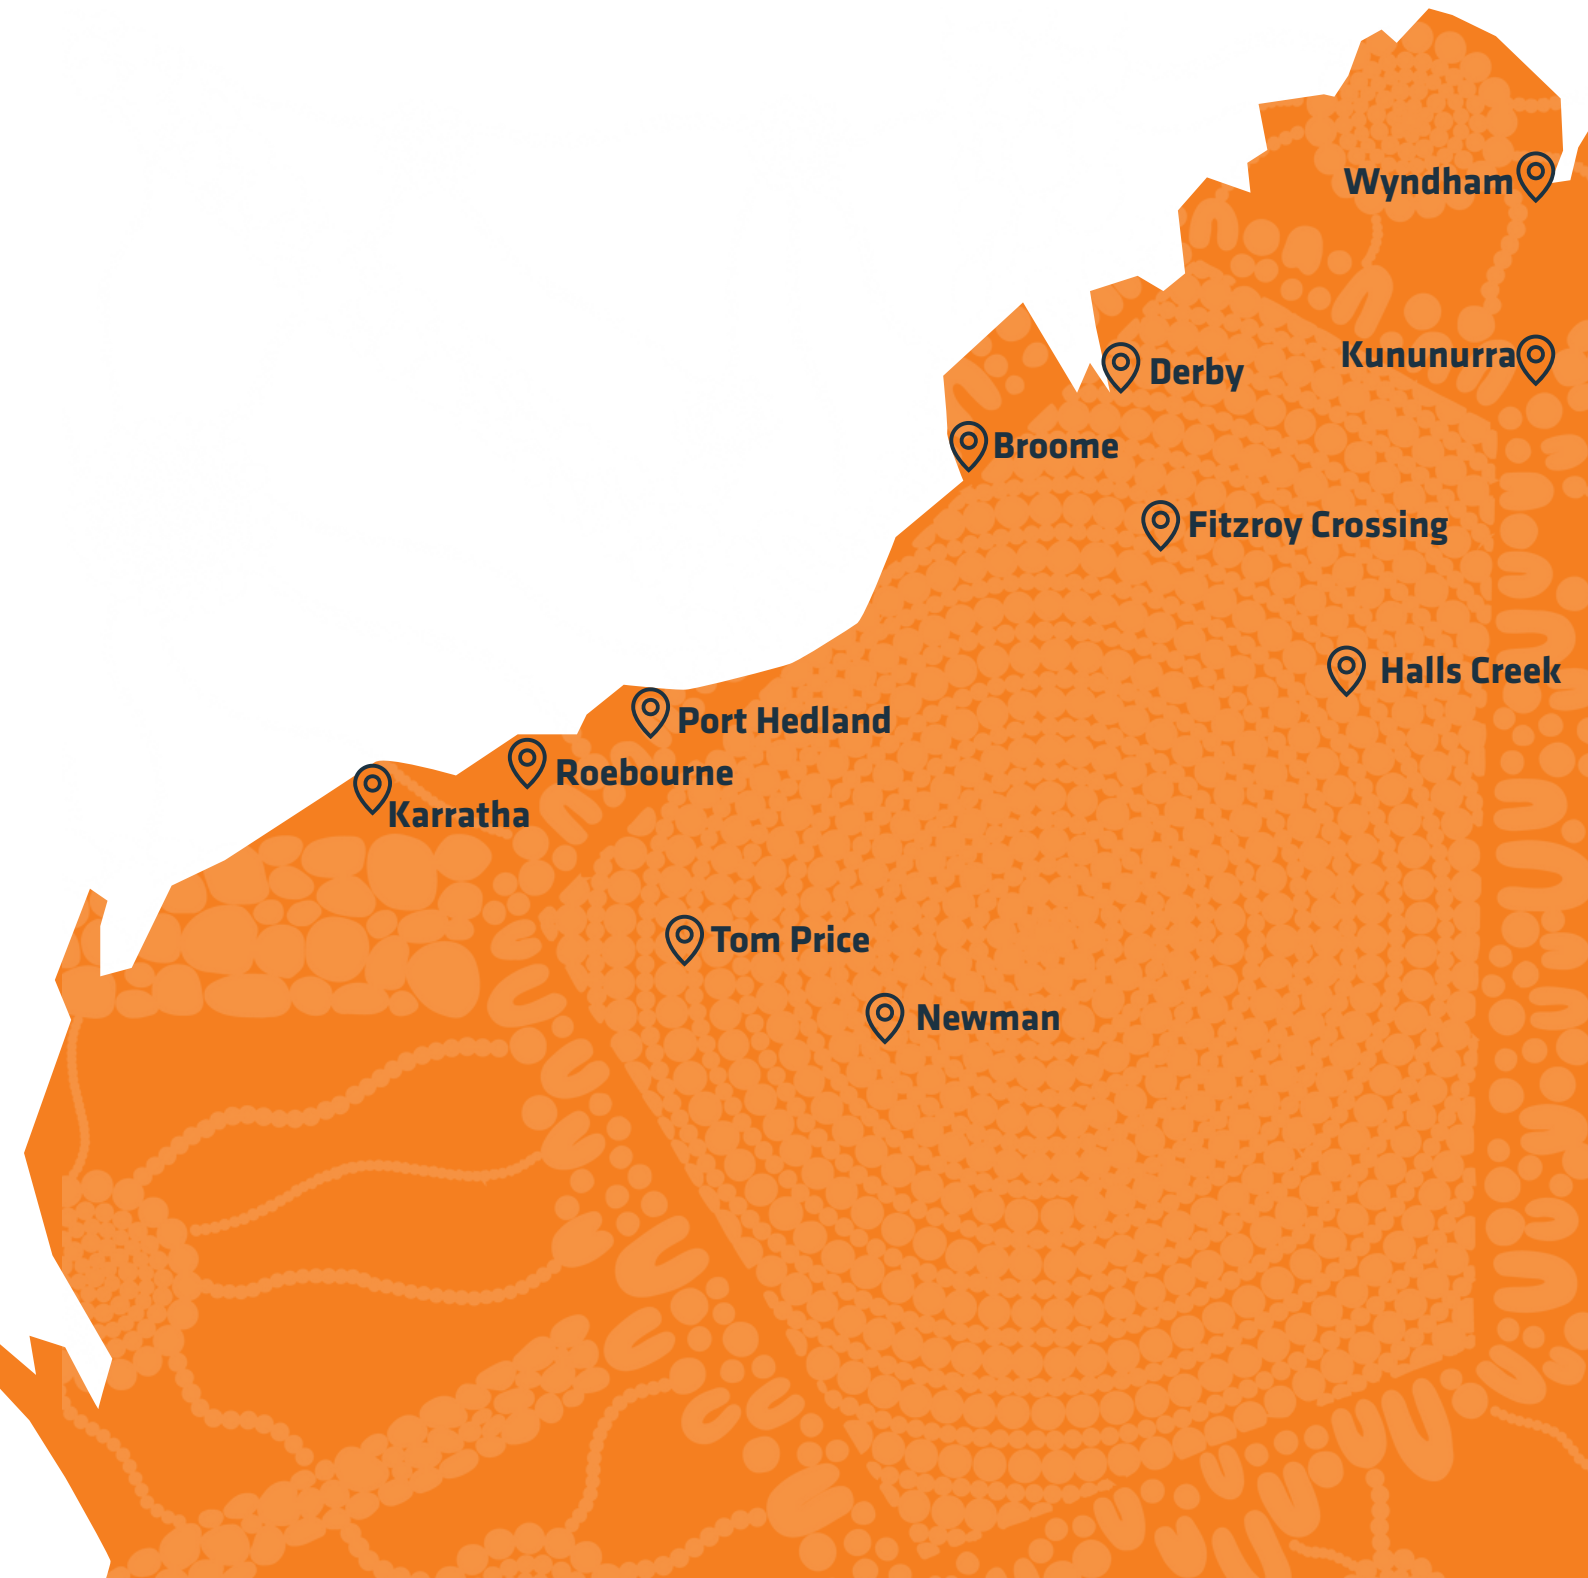 Wyndham
Kununurra
Derby
Broome
Fitzroy Crossing
Halls Creek
Port Hedland
Roebourne
Karratha
Tom Price
Newman